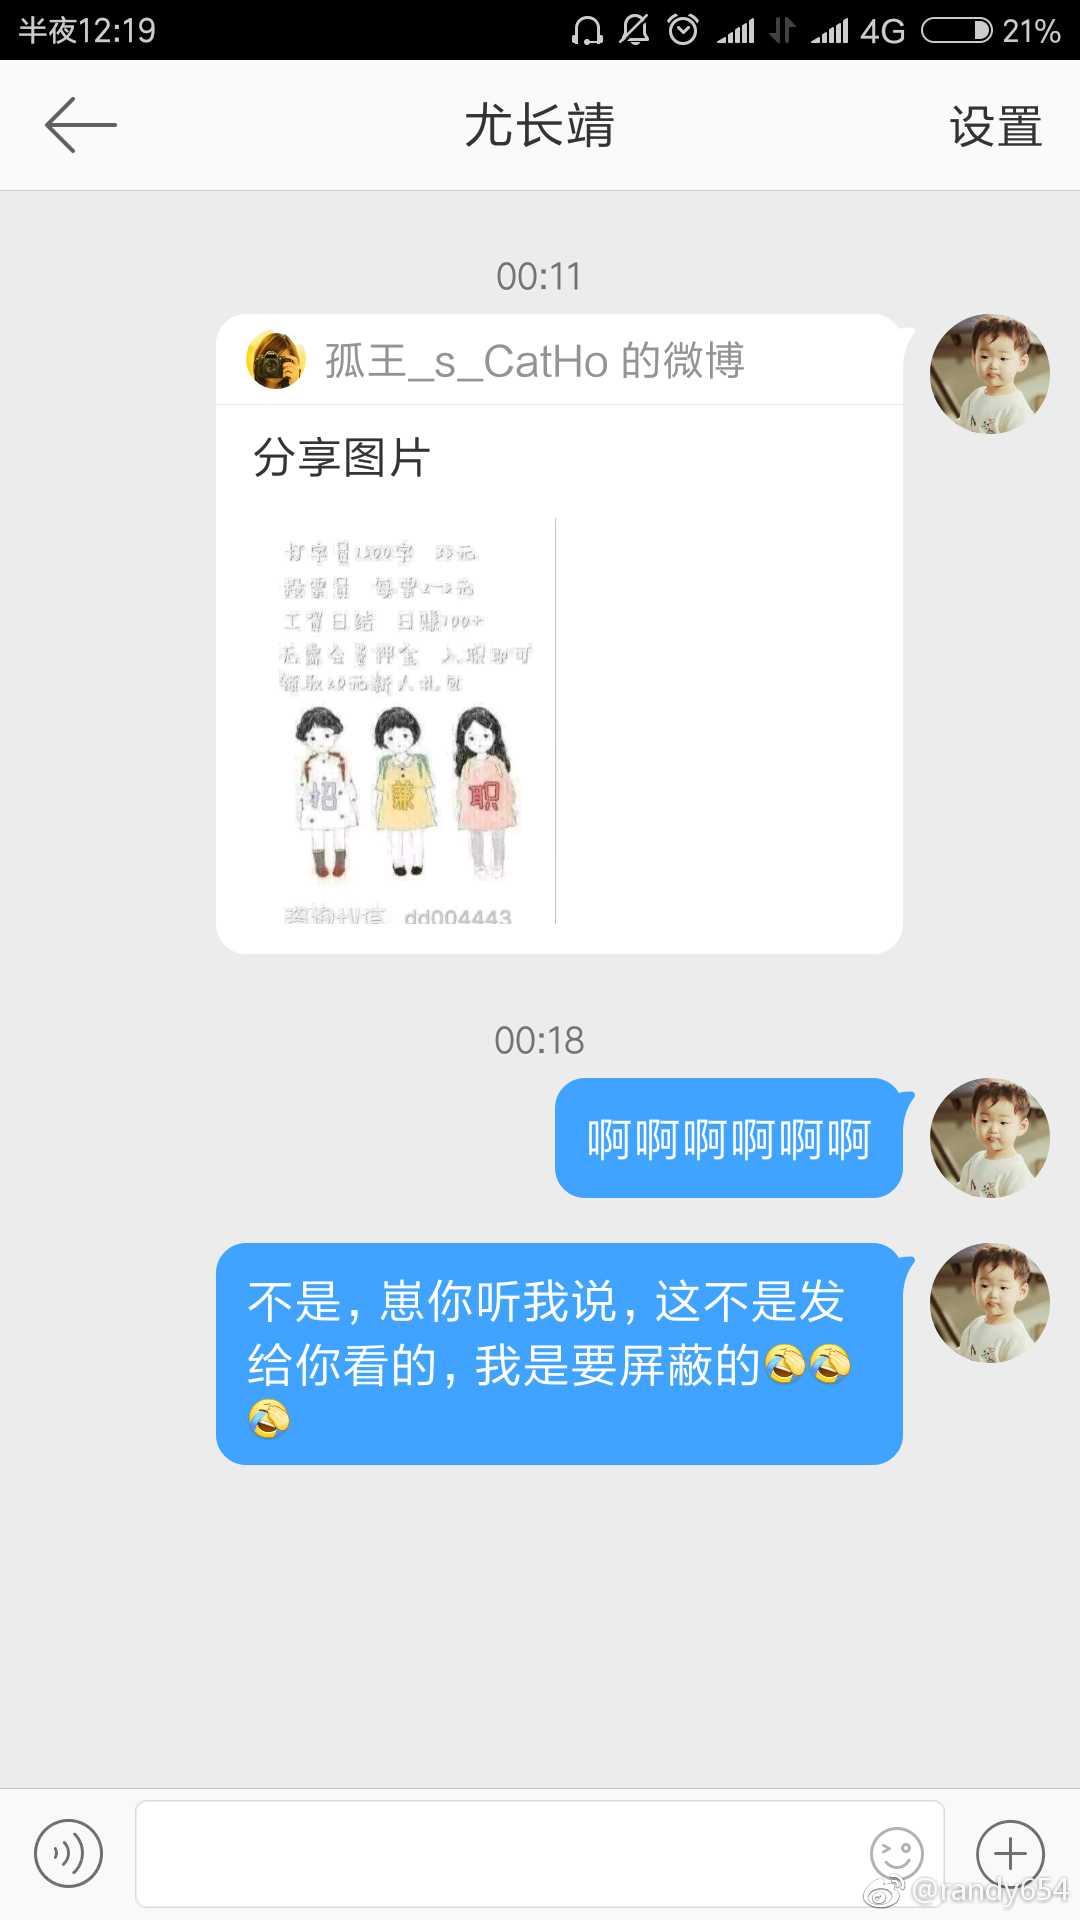 半夜12:19
4G
21%
尤长靖
设置
00:11
孤王_s_CatHo 的微博
分享图片
打字员1200字 35元
投票员 每票2-3元
工资日结 日赚100+
无需会费押金 入职即可
领取20元新人礼包
招 兼 职
咨询+V信 dd004443
00:18
啊啊啊啊啊啊
不是，崽你听我说，这不是发
给你看的，我是要屏蔽的
@randy654